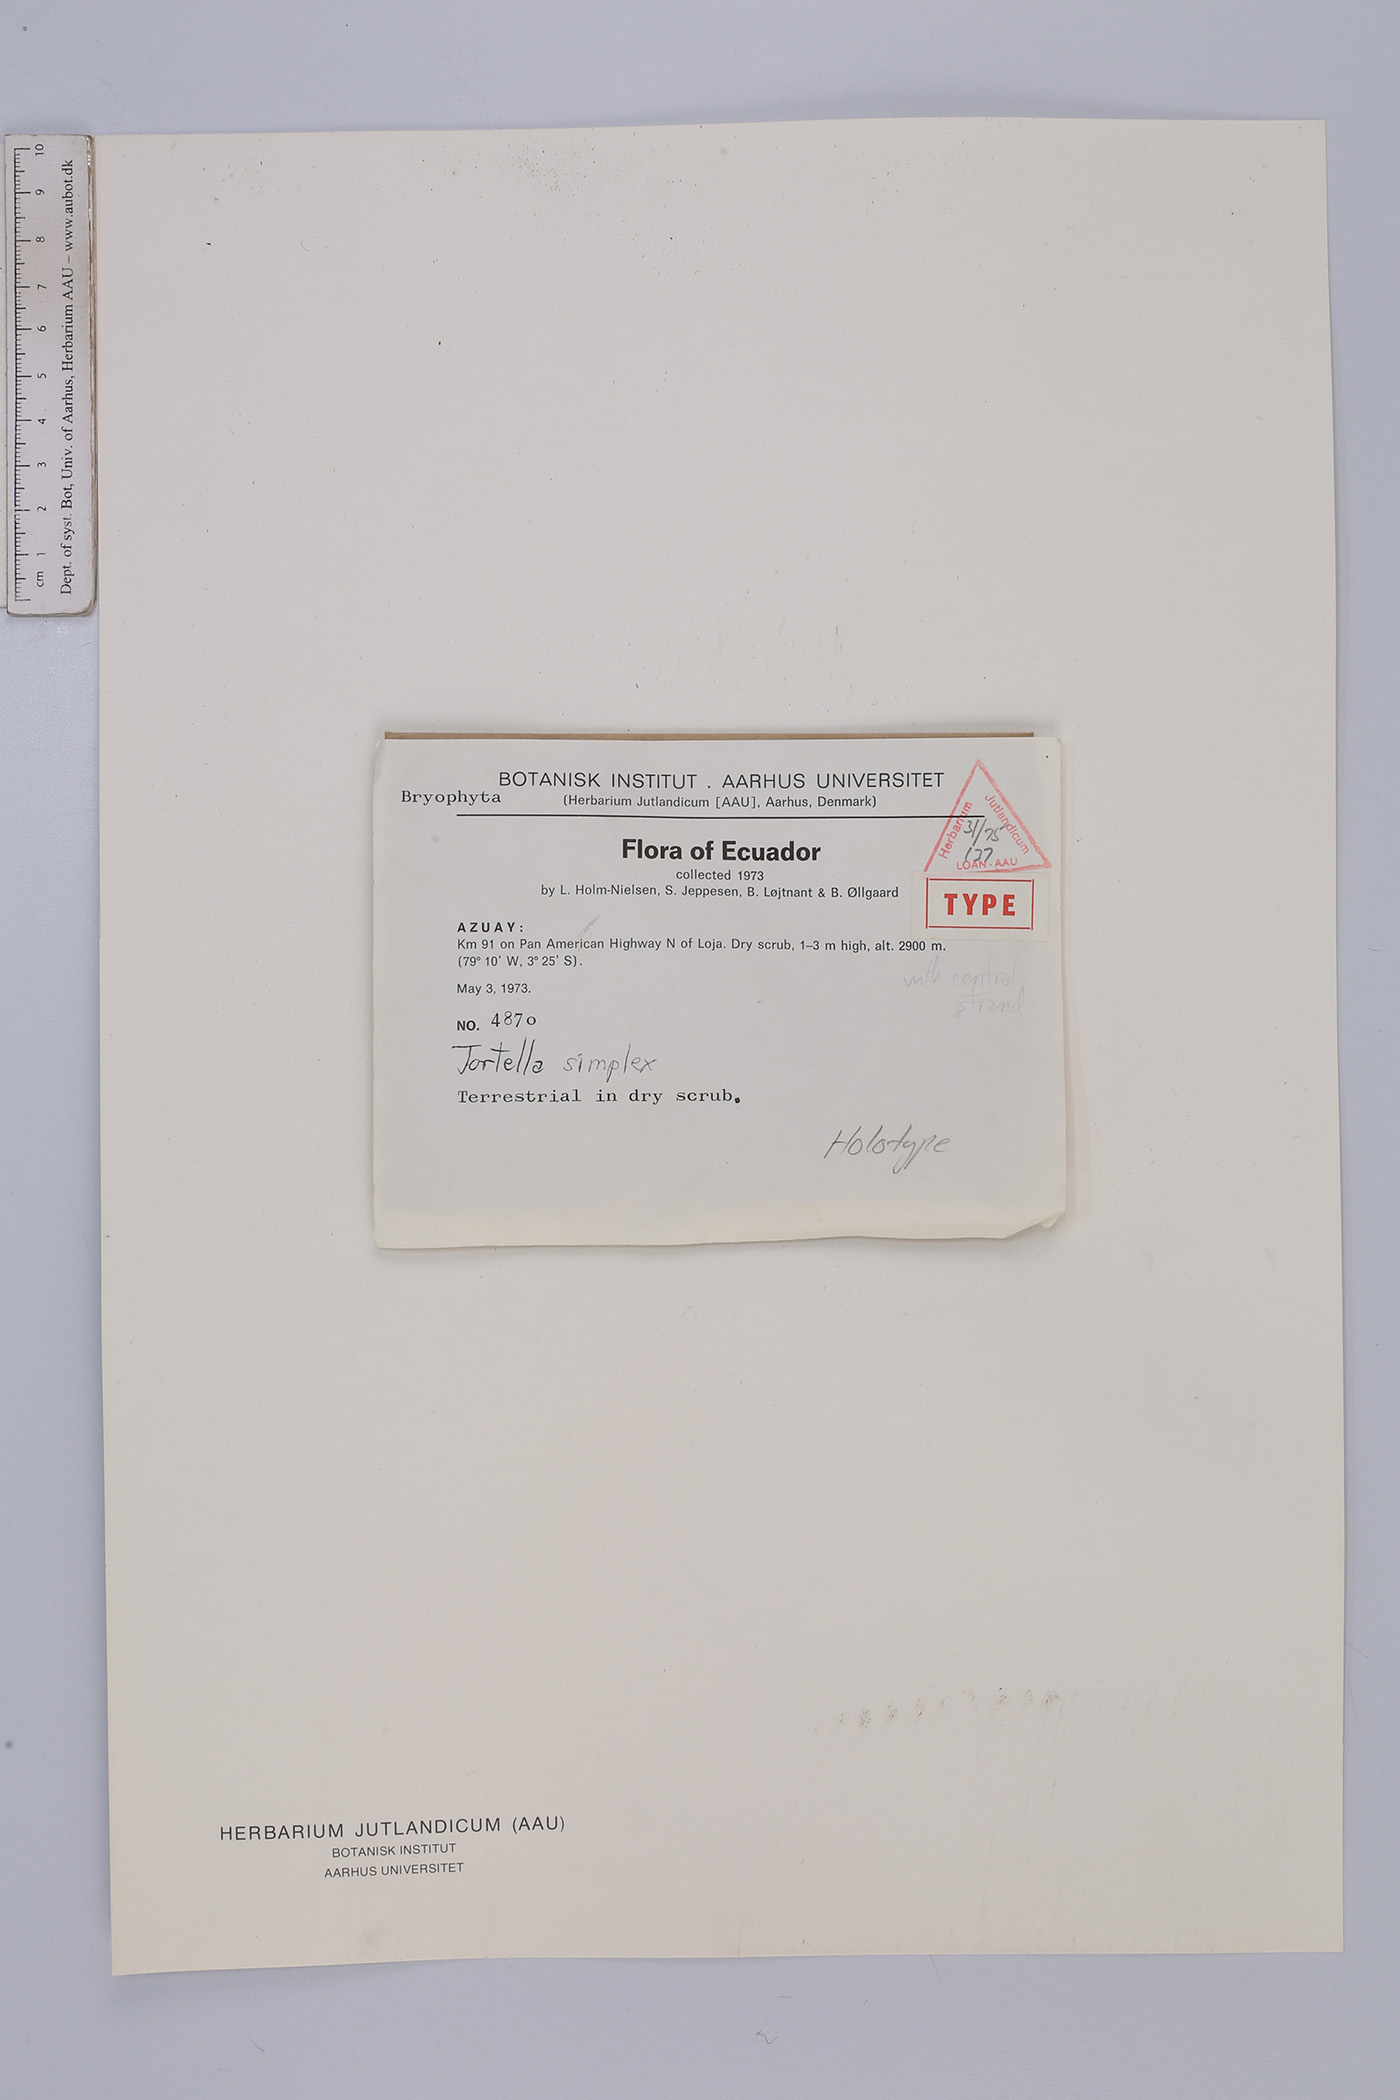 cm 1 2 3 4 5 6 7 8 9 10
Dept. of syst. Bot, Univ. of Aarhus, Herbarium AAU – www.aubot.dk
BOTANISK INSTITUT . AARHUS UNIVERSITET
Bryophyta
(Herbarium Jutlandicum [AAU], Aarhus, Denmark)
Herbarium Jutlandicum
31/75
127
LOAN · AAU
TYPE
Flora of Ecuador
collected 1973
by L. Holm-Nielsen, S. Jeppesen, B. Løjtnant & B. Øllgaard
AZUAY:
Km 91 on Pan American Highway N of Loja. Dry scrub, 1–3 m high, alt. 2900 m.
(79° 10' W, 3° 25' S).
with central
strand
May 3, 1973.
NO. 4870
Tortella simplex
Terrestrial in dry scrub.
Holotype
HERBARIUM JUTLANDICUM (AAU)
BOTANISK INSTITUT
AARHUS UNIVERSITET